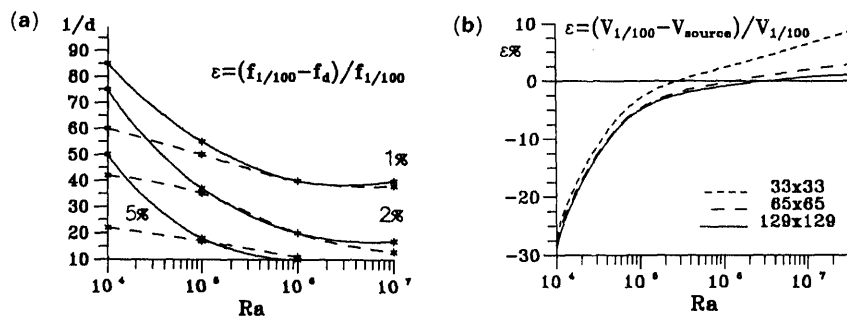 (a) 1/d
90
80
70
60
50
40
30
20
10
ε=(f1/100−fd)/f1/100
1%
2%
5%
10⁴ 10⁵ 10⁶ 10⁷
Ra
(b) ε%
ε=(V1/100−Vsource)/V1/100
0
-10
-20
-30
33x33
65x65
129x129
10⁴ 10⁵ 10⁶ 10⁷
Ra